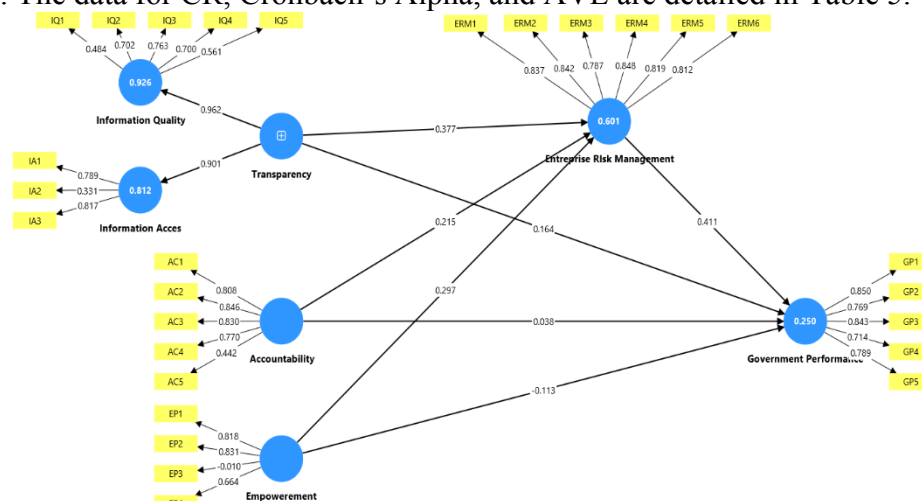 . The data for CR, Cronbach's Alpha, and AVE are detailed in Table 3.
IQ1 IQ2 IQ3 IQ4 IQ5
0.484 0.702 0.763 0.700 0.561
0.926
Information Quality
ERM1 ERM2 ERM3 ERM4 ERM5 ERM6
0.837 0.842 0.787 0.848 0.819 0.812
0.601
Entreprise Risk Management
0.962
0.377
Transparency
0.901
IA1
IA2
IA3
0.789
0.331
0.817
0.812
Information Acces
0.215
0.164
0.411
0.297
AC1
AC2
AC3
AC4
AC5
0.808
0.846
0.830
0.770
0.442
Accountability
0.038
0.250
Government Performance
GP1
GP2
GP3
GP4
GP5
0.850
0.769
0.843
0.714
0.789
-0.113
EP1
EP2
EP3
0.818
0.831
-0.010
0.664
Empowerement